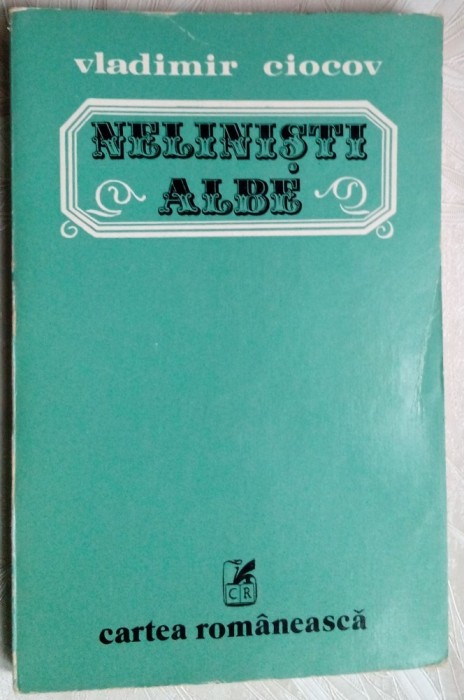 vladimir ciocov
NELINIȘTI
ALBE
CR
cartea românească